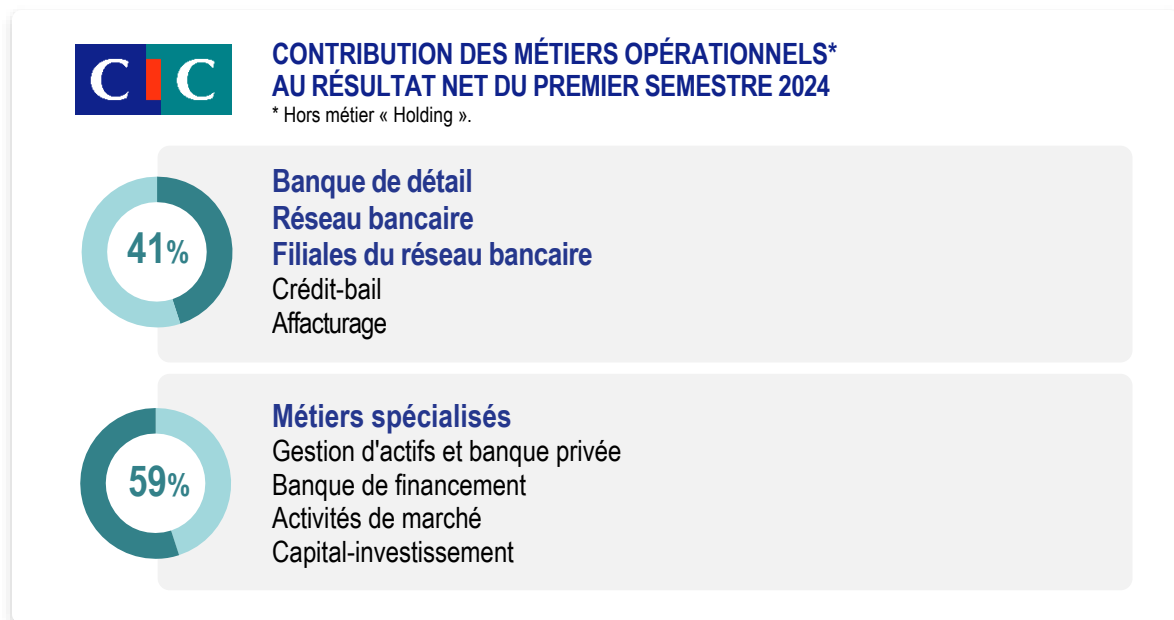 CIC
CONTRIBUTION DES MÉTIERS OPÉRATIONNELS*
AU RÉSULTAT NET DU PREMIER SEMESTRE 2024
* Hors métier « Holding ».
41%
Banque de détail
Réseau bancaire
Filiales du réseau bancaire
Crédit-bail
Affacturage
59%
Métiers spécialisés
Gestion d'actifs et banque privée
Banque de financement
Activités de marché
Capital-investissement